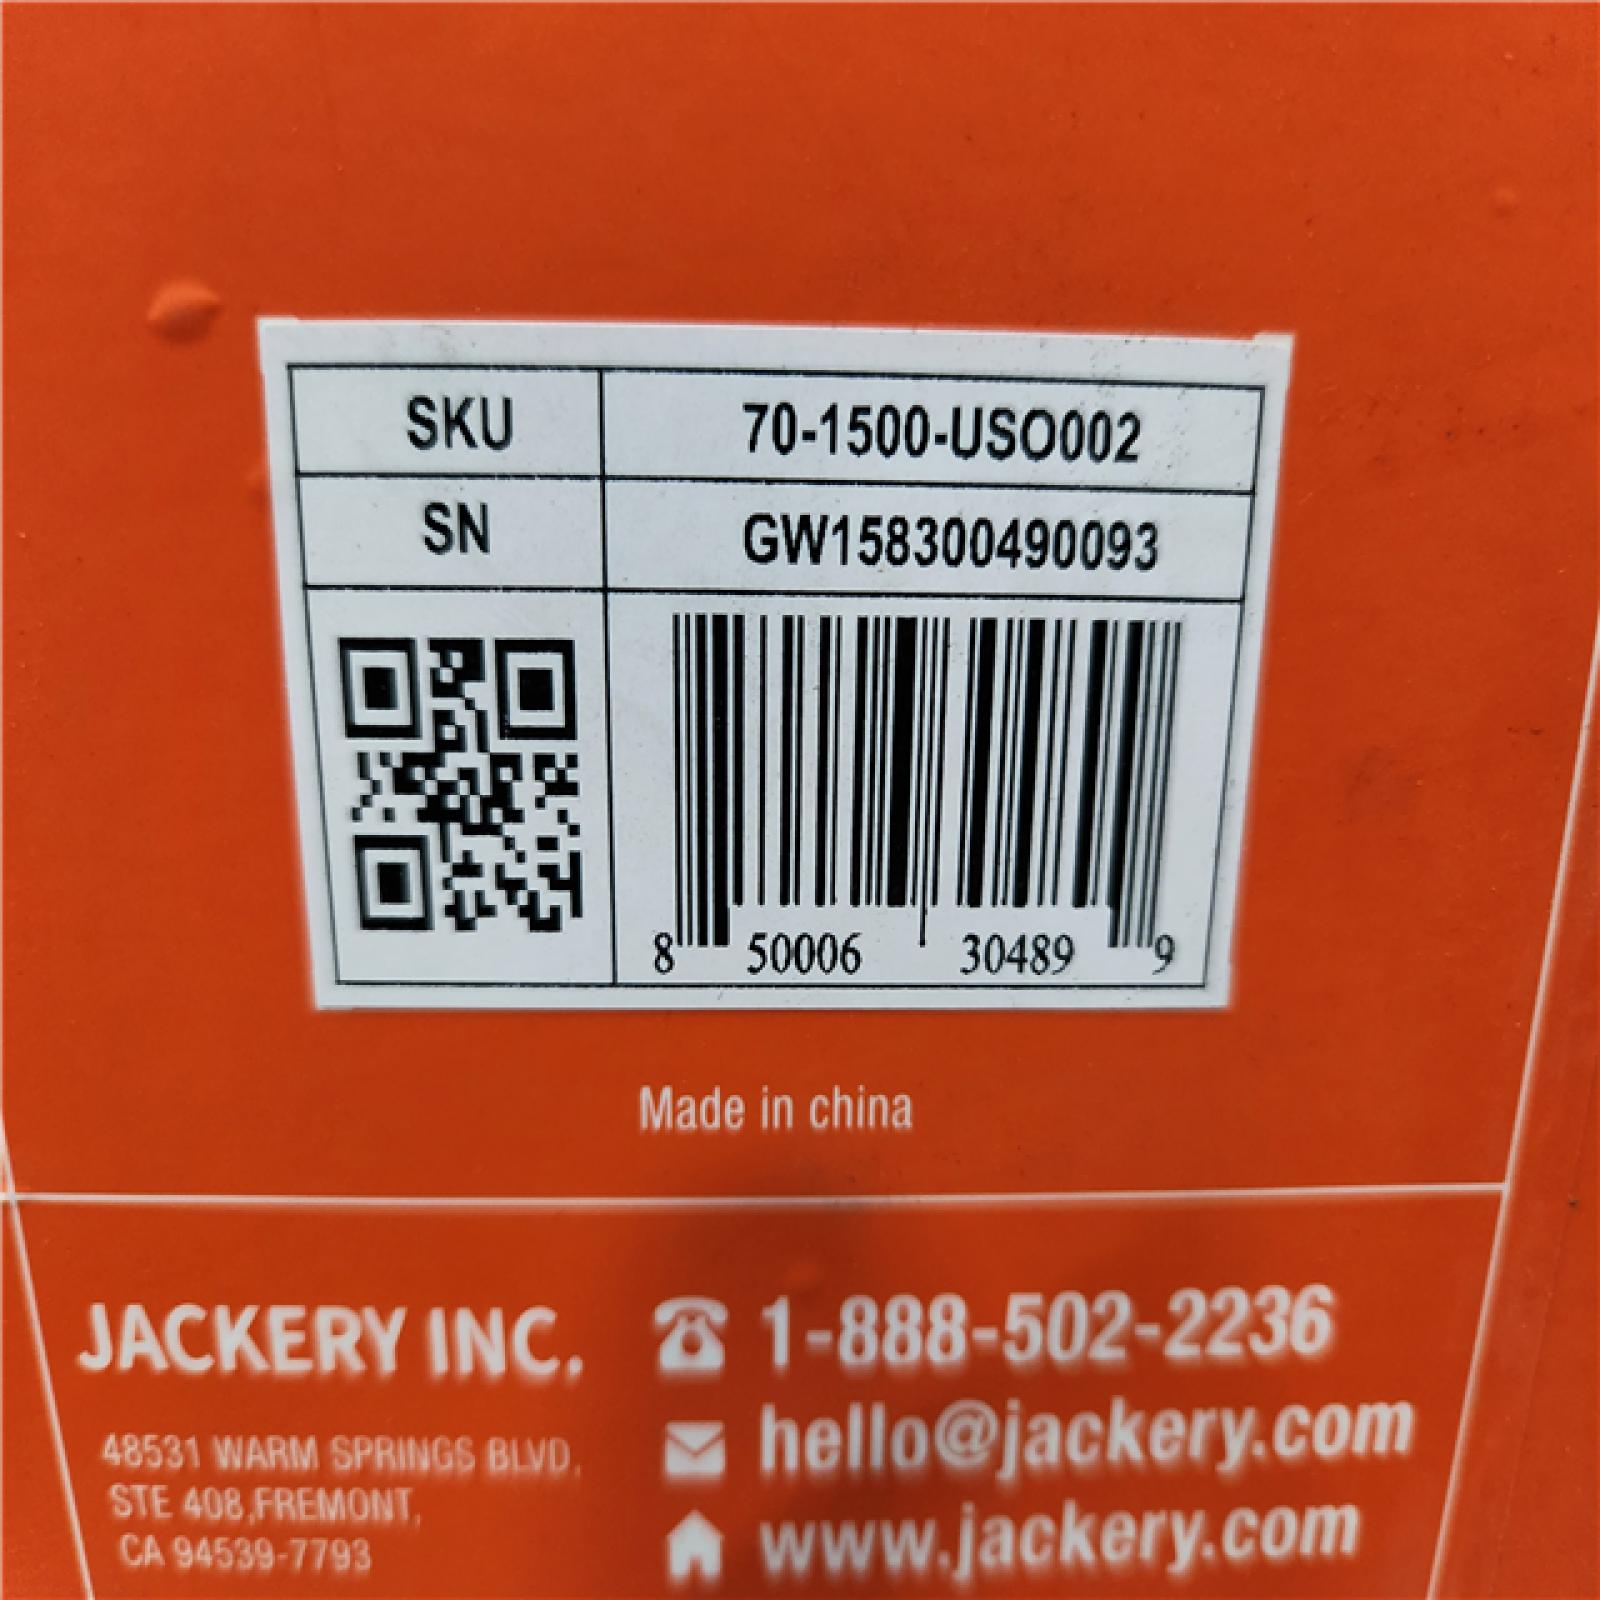 SKU 70-1500-USO002
SN GW158300490093
8 50006 30489 9
Made in china
JACKERY INC.
48531 WARM SPRINGS BLVD,
STE 408,FREMONT,
CA 94539-7793
1-888-502-2236
hello@jackery.com
www.jackery.com